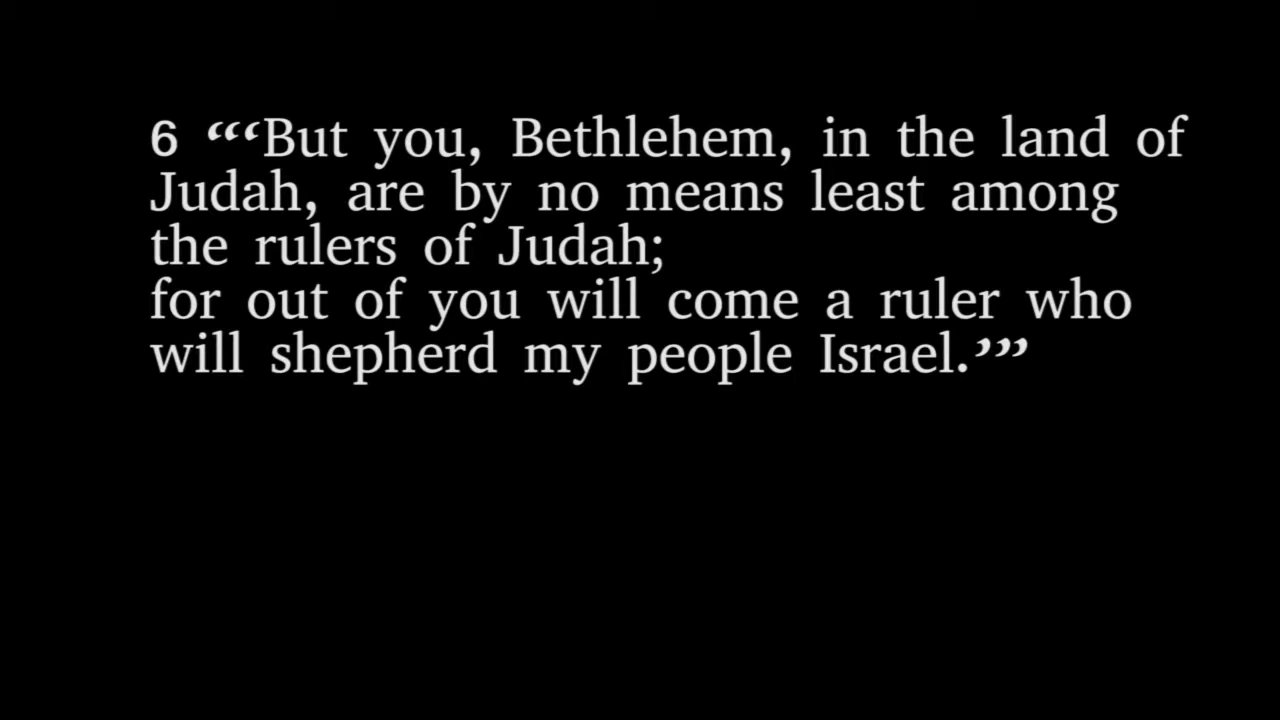 6 “‘But you, Bethlehem, in the land of
Judah, are by no means least among
the rulers of Judah;
for out of you will come a ruler who
will shepherd my people Israel.’”